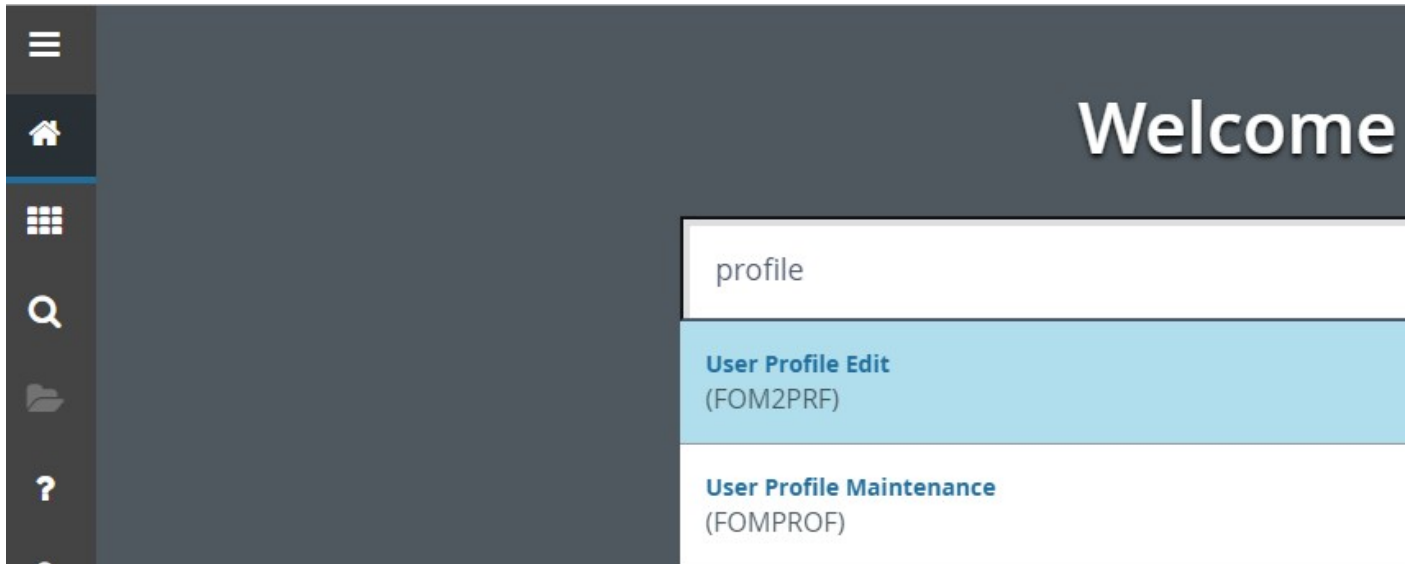 Welcome
profile
User Profile Edit
(FOM2PRF)
?
User Profile Maintenance
(FOMPROF)